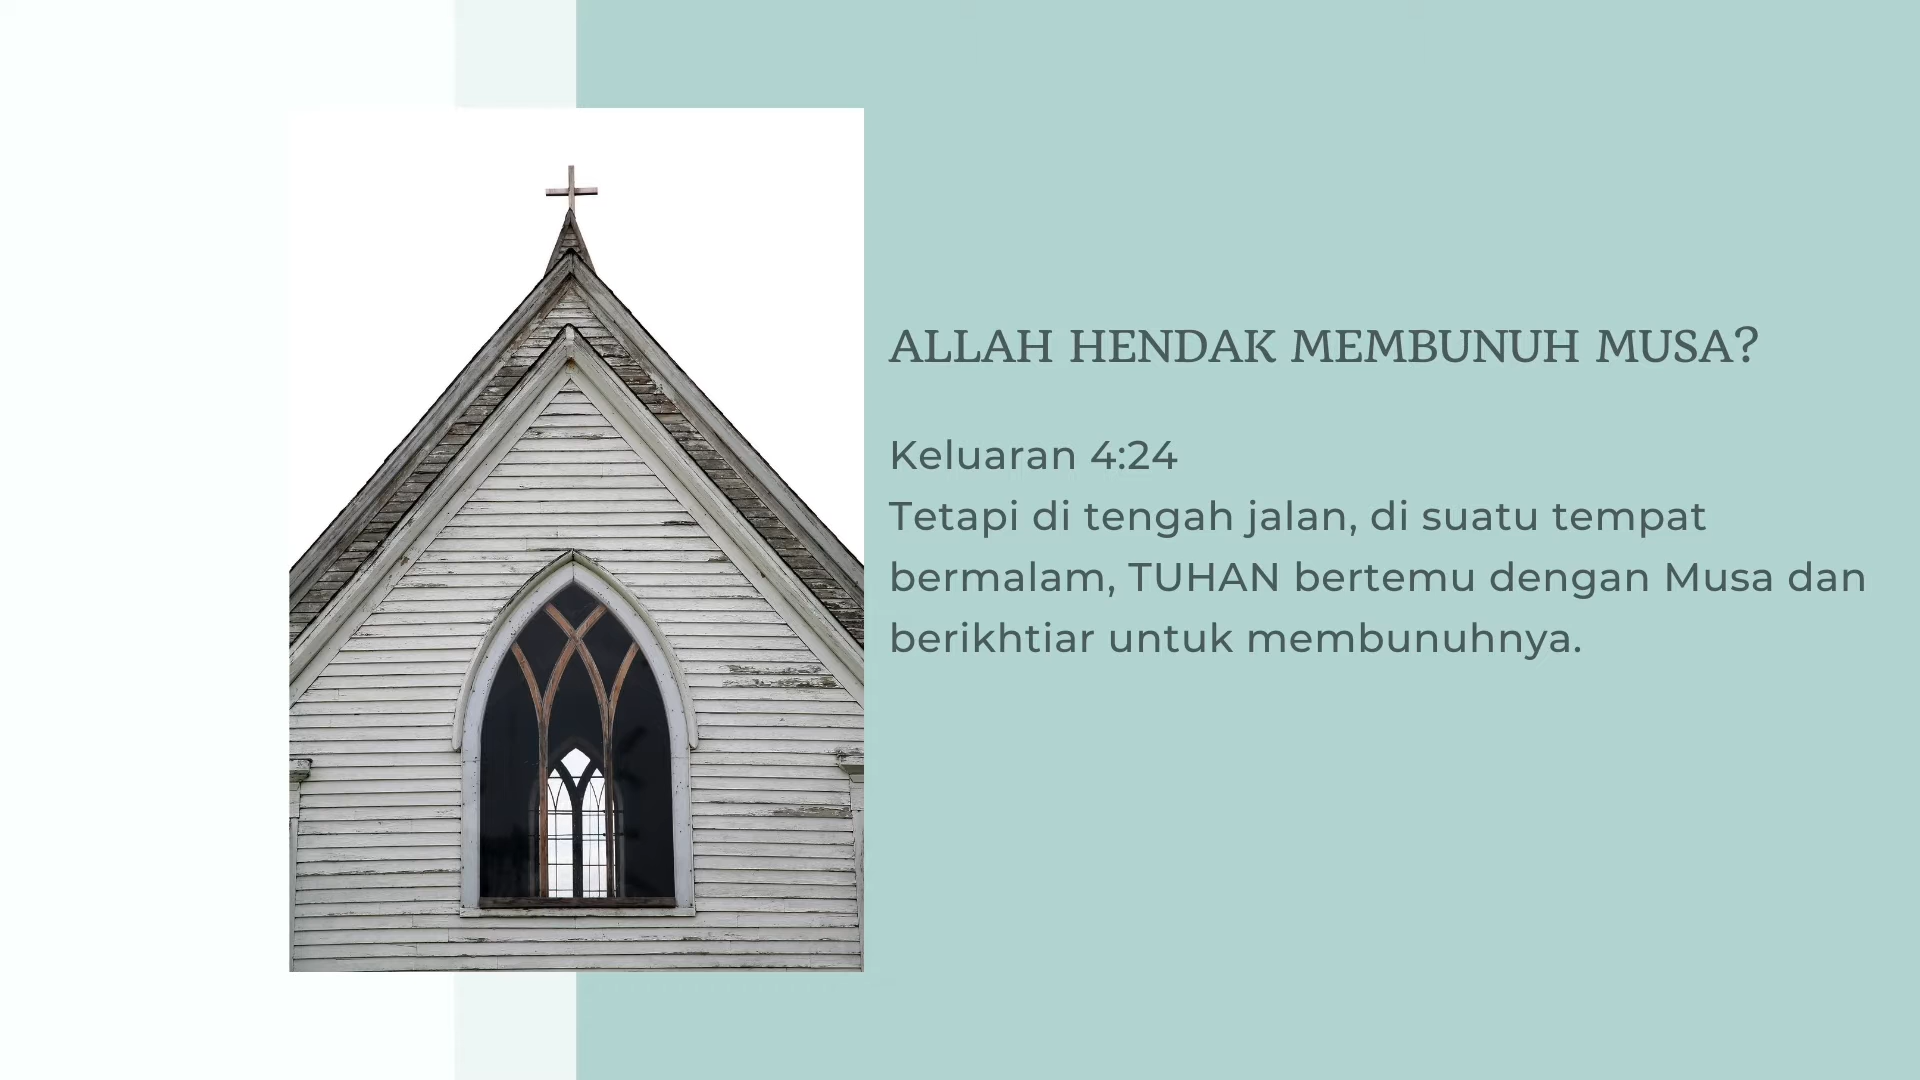 ALLAH HENDAK MEMBUNUH MUSA?
Keluaran 4:24
Tetapi di tengah jalan, di suatu tempat
bermalam, TUHAN bertemu dengan Musa dan
berikhtiar untuk membunuhnya.